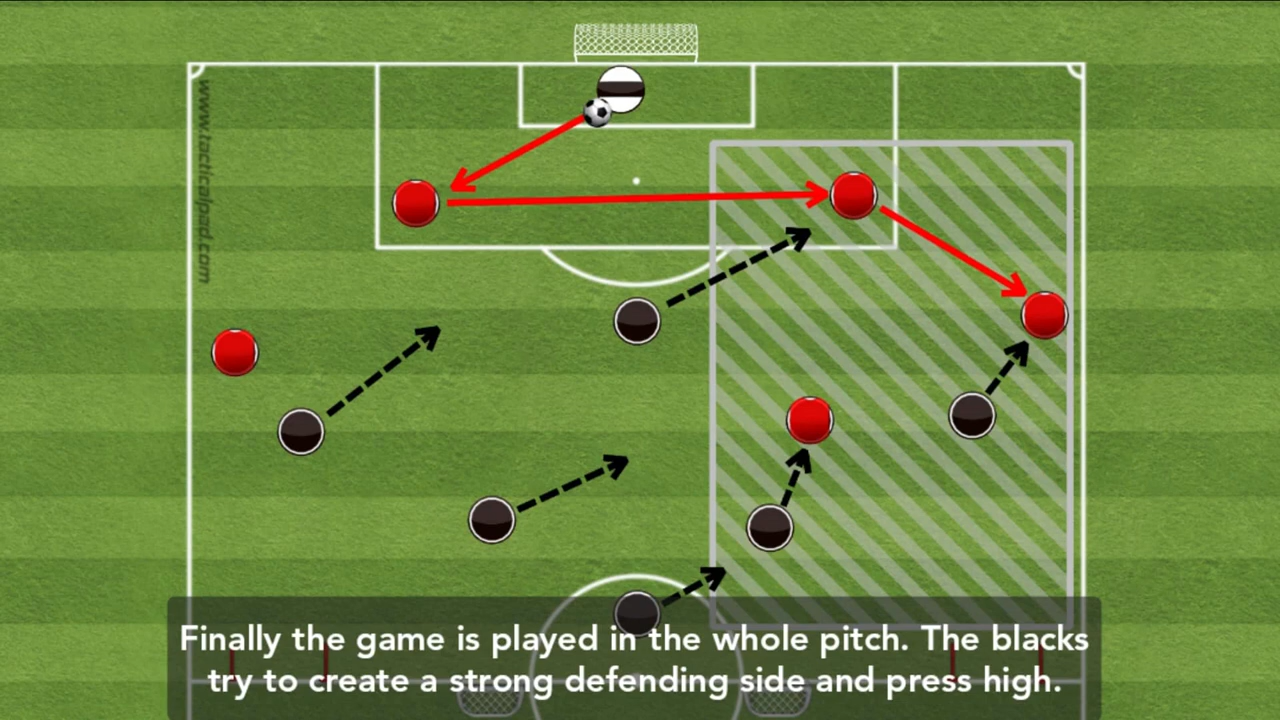 www.tacticalpad.com
Finally the game is played in the whole pitch. The blacks
try to create a strong defending side and press high.